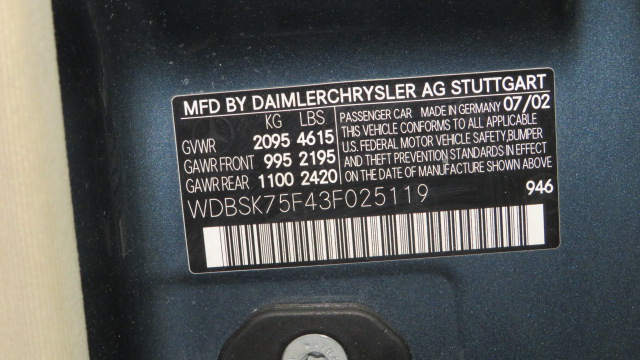 MFD BY DAIMLERCHRYSLER AG STUTTGART
KG LBS
GVWR 2095 4615
GAWR FRONT 995 2195
GAWR REAR 1100 2420
PASSENGER CAR MADE IN GERMANY 07/02
THIS VEHICLE CONFORMS TO ALL APPLICABLE
U.S. FEDERAL MOTOR VEHICLE SAFETY, BUMPER
AND THEFT PREVENTION STANDARDS IN EFFECT
ON THE DATE OF MANUFACTURE SHOWN ABOVE
WDBSK75F43F025119
946